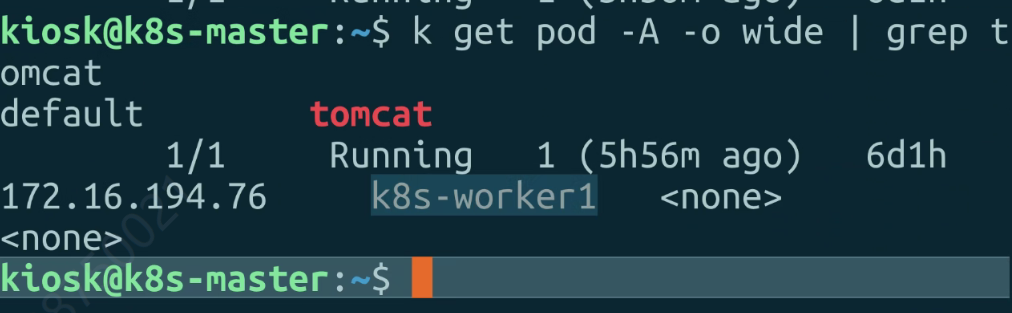 kiosk@k8s-master:~$ k get pod -A -o wide | grep t
omcat
default tomcat
1/1 Running 1 (5h56m ago) 6d1h
172.16.194.76 k8s-worker1 <none>
<none>
kiosk@k8s-master:~$